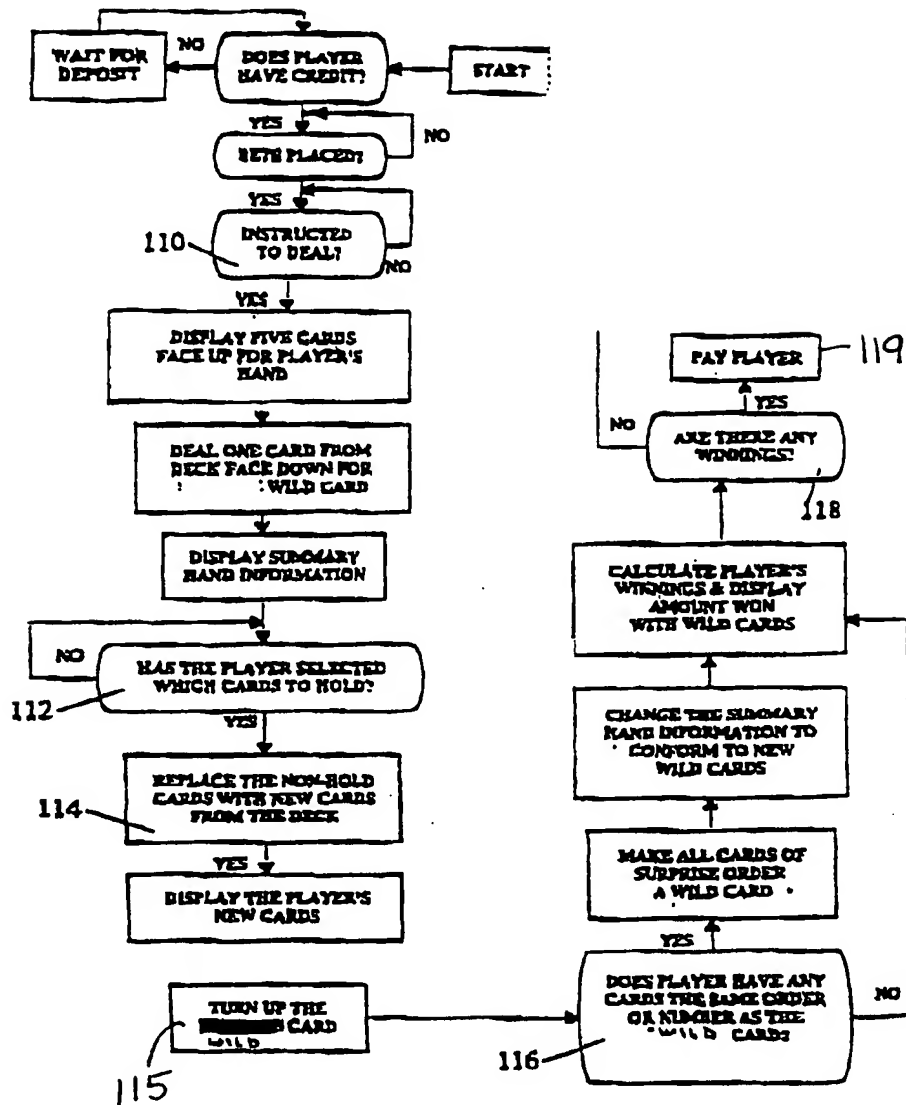 WAIT FOR
DEPOSIT
NO
DOES PLAYER
HAVE CREDIT?
START
YES
NO
BETS PLACED?
YES
110
INSTRUCTED
TO DEAL?
NO
YES
DISPLAY FIVE CARDS
FACE UP FOR PLAYER'S
HAND
DEAL ONE CARD FROM
DECK FACE DOWN FOR
WILD CARD
DISPLAY SUMMARY
HAND INFORMATION
NO
HAS THE PLAYER SELECTED
WHICH CARDS TO HOLD?
112
YES
REPLACE THE NON-HOLD
CARDS WITH NEW CARDS
FROM THE DECK
114
YES
DISPLAY THE PLAYER'S
NEW CARDS
TURN UP THE
CARD
WILD
115
PAY PLAYER
119
YES
NO
ARE THERE ANY
WINNINGS?
118
CALCULATE PLAYER'S
WINNINGS & DISPLAY
AMOUNT WON
WITH WILD CARDS
CHANGE THE SUMMARY
HAND INFORMATION TO
CONFORM TO NEW
WILD CARDS
MAKE ALL CARDS OF
SURPRISE ORDER
A WILD CARD
YES
DOES PLAYER HAVE ANY
CARDS THE SAME ORDER
OR NUMBER AS THE
WILD CARD?
NO
116